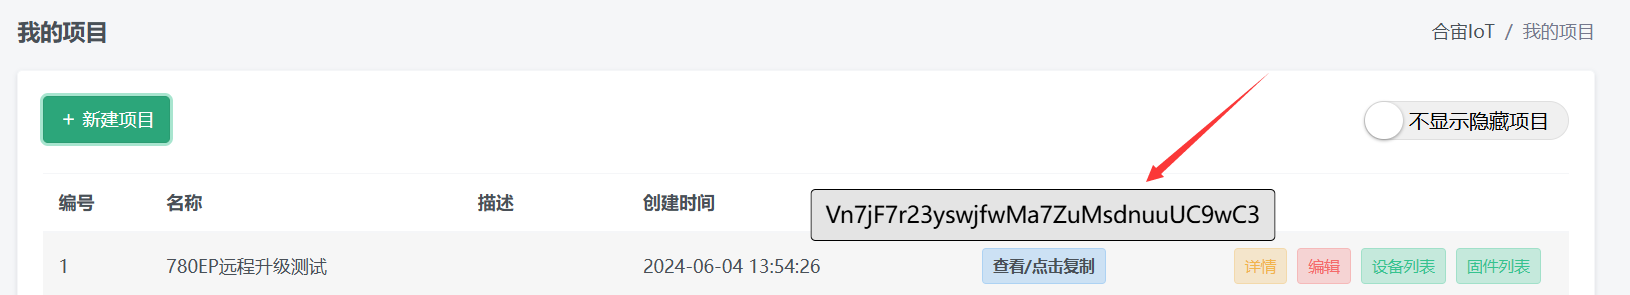 我的项目
合宙IoT / 我的项目
+ 新建项目
不显示隐藏项目
编号 名称 描述 创建时间
Vn7jF7r23yswjfwMa7ZuMsdnuuUC9wC3
1 780EP远程升级测试 2024-06-04 13:54:26 查看/点击复制 详情 编辑 设备列表 固件列表